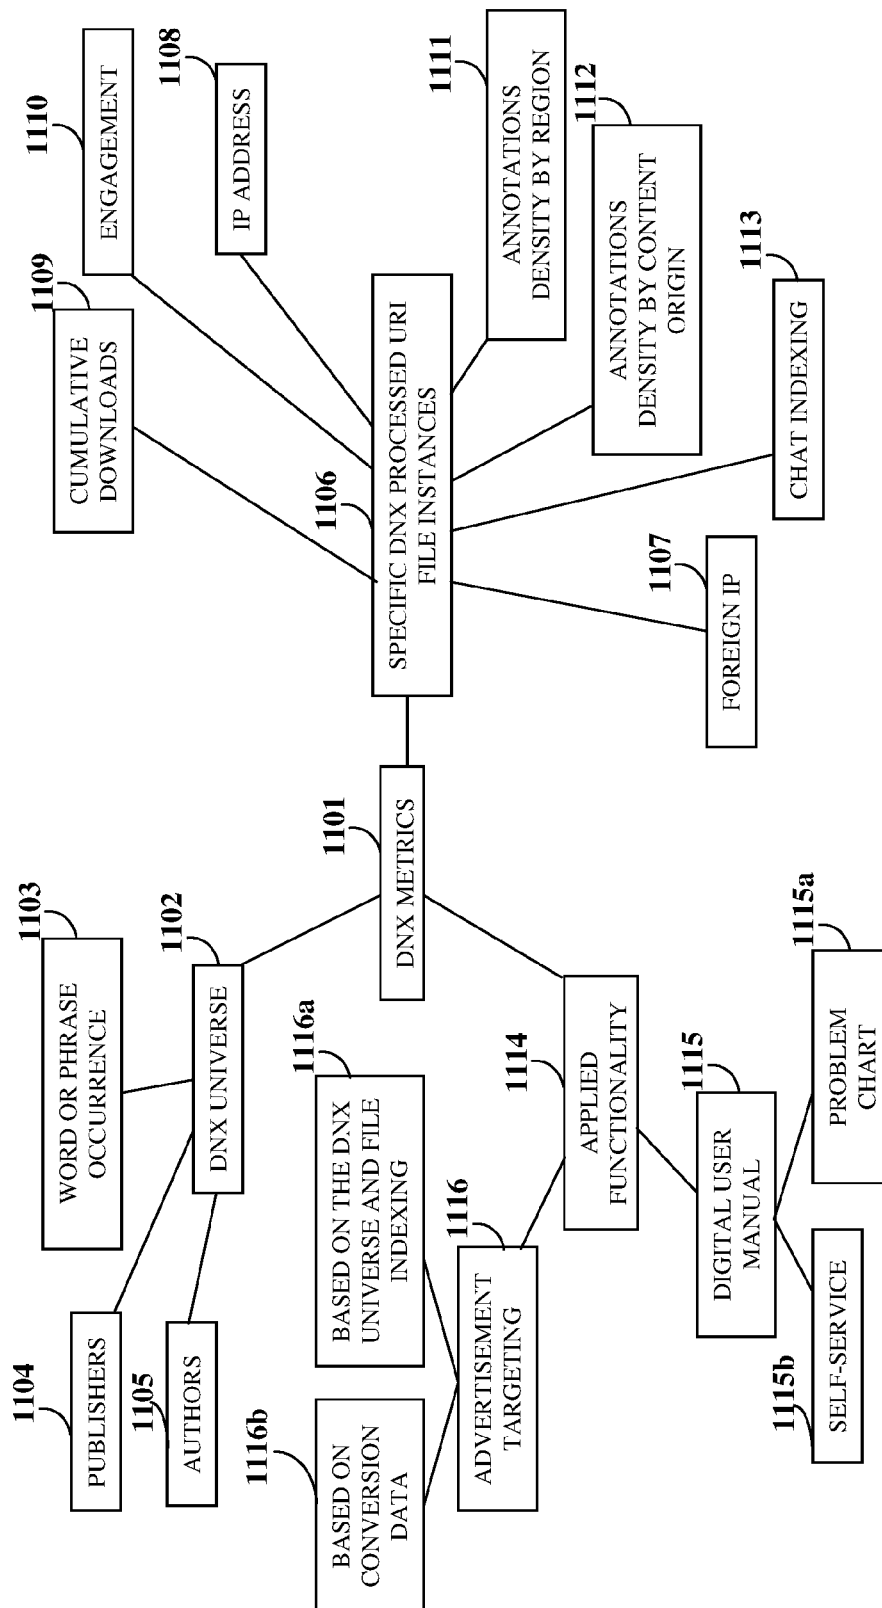 1103
WORD OR PHRASE
OCCURRENCE
1104
PUBLISHERS
1105
AUTHORS
1102
DNX UNIVERSE
1116b
BASED ON
CONVERSION
DATA
1116a
BASED ON THE DNX
UNIVERSE AND FILE
INDEXING
1116
ADVERTISEMENT
TARGETING
1101
DNX METRICS
1114
APPLIED
FUNCTIONALITY
1115
DIGITAL USER
MANUAL
1115b
SELF-SERVICE
1115a
PROBLEM
CHART
1109
CUMULATIVE
DOWNLOADS
1110
ENGAGEMENT
1108
IP ADDRESS
1106
SPECIFIC DNX PROCESSED URI
FILE INSTANCES
1111
ANNOTATIONS
DENSITY BY REGION
1112
ANNOTATIONS
DENSITY BY CONTENT
ORIGIN
1113
CHAT INDEXING
1107
FOREIGN IP